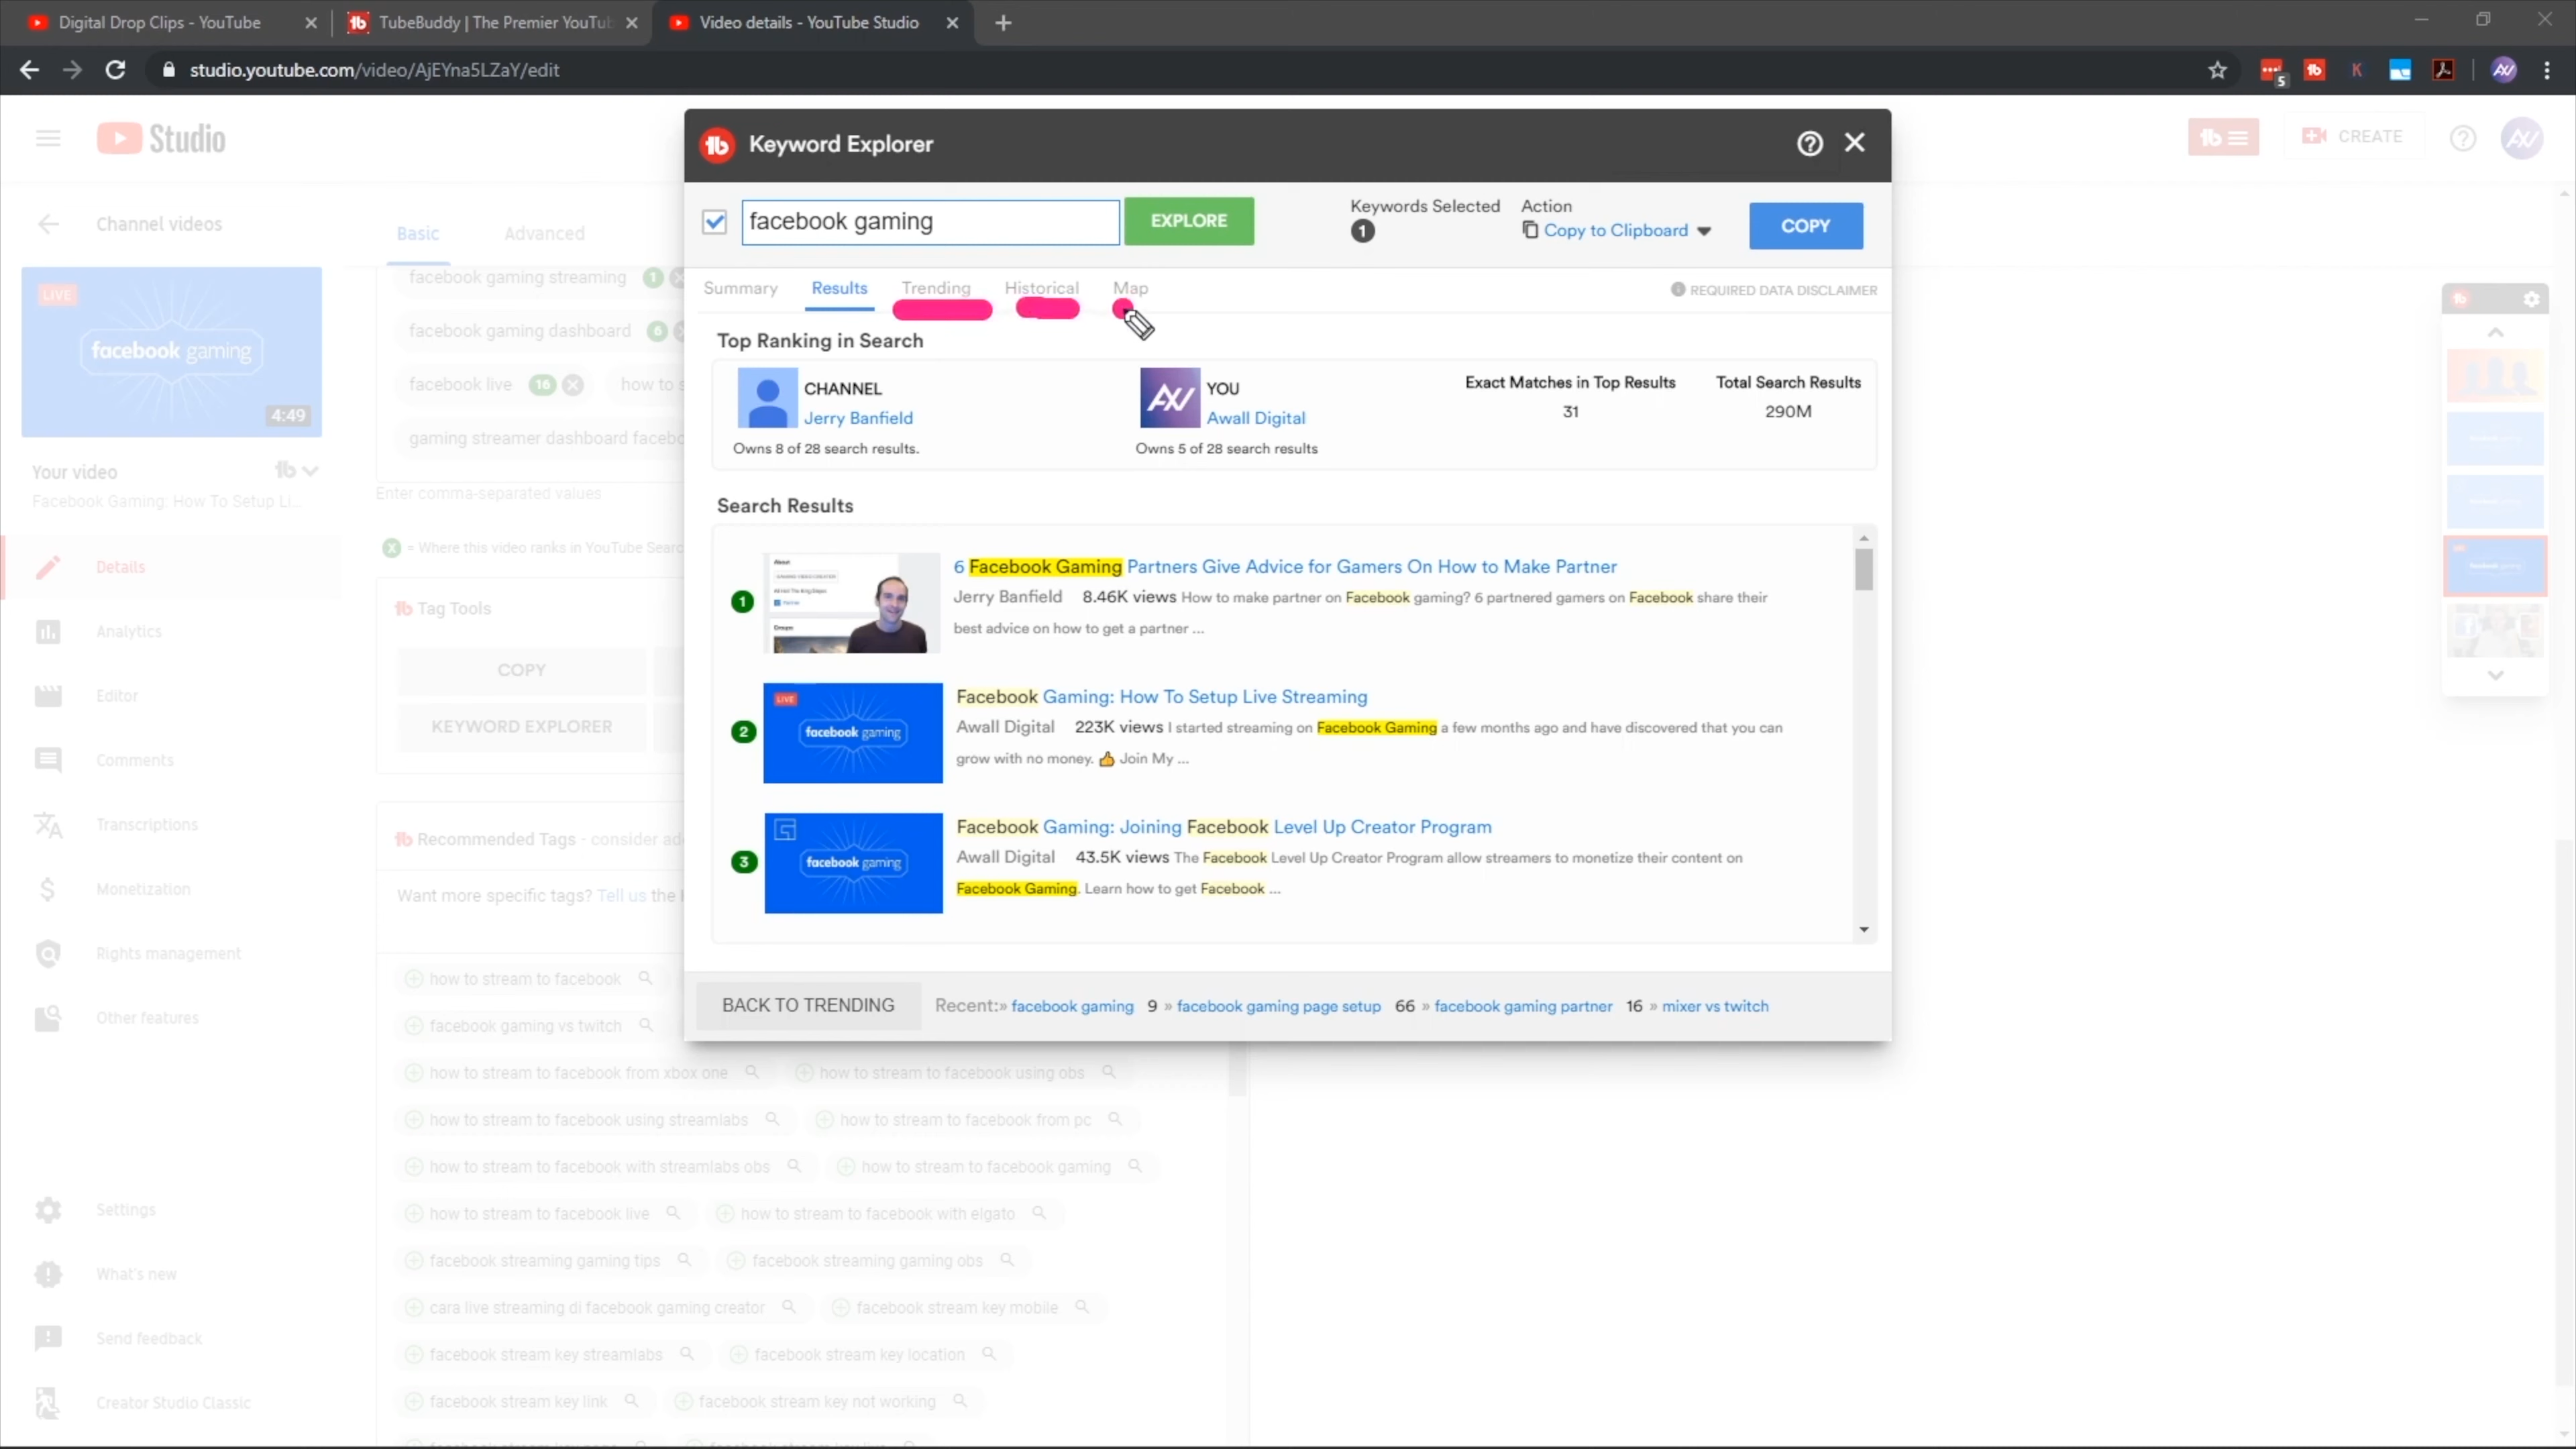 Digital Drop Clips - YouTube
TubeBuddy | The Premier YouTub
Video details - YouTube Studio
studio.youtube.com/video/AjEYna5LZaY/edit
5
Studio
CREATE
Keyword Explorer
facebook gaming
EXPLORE
Keywords Selected
1
Action
Copy to Clipboard
COPY
Summary
Results
Trending
Historical
Map
REQUIRED DATA DISCLAIMER
Top Ranking in Search
CHANNEL
Jerry Banfield
Owns 8 of 28 search results.
YOU
Awall Digital
Owns 5 of 28 search results
Exact Matches in Top Results
31
Total Search Results
290M
Search Results
1
6 Facebook Gaming Partners Give Advice for Gamers On How to Make Partner
Jerry Banfield 8.46K views How to make partner on Facebook gaming? 6 partnered gamers on Facebook share their
best advice on how to get a partner ...
2
LIVE
facebook gaming
Facebook Gaming: How To Setup Live Streaming
Awall Digital 223K views I started streaming on Facebook Gaming a few months ago and have discovered that you can
grow with no money. 👍 Join My ...
3
facebook gaming
Facebook Gaming: Joining Facebook Level Up Creator Program
Awall Digital 43.5K views The Facebook Level Up Creator Program allow streamers to monetize their content on
Facebook Gaming. Learn how to get Facebook ...
BACK TO TRENDING
Recent:» facebook gaming 9 » facebook gaming page setup 66 » facebook gaming partner 16 » mixer vs twitch
Channel videos
LIVE
facebook gaming
4:49
Your video
Facebook Gaming: How To Setup Li...
Details
Analytics
Editor
Comments
Transcriptions
Monetization
Rights management
Other features
Settings
What's new
Send feedback
Creator Studio Classic
Basic
Advanced
facebook gaming streaming 1
facebook gaming dashboard 6
facebook live 16
how to s
gaming streamer dashboard facebo
Enter comma-separated values
x = Where this video ranks in YouTube Searc
Tag Tools
COPY
KEYWORD EXPLORER
Recommended Tags - consider ad
Want more specific tags? Tell us the
how to stream to facebook
facebook gaming vs twitch
how to stream to facebook from xbox one
how to stream to facebook using obs
how to stream to facebook using streamlabs
how to stream to facebook from pc
how to stream to facebook with streamlabs obs
how to stream to facebook gaming
how to stream to facebook live
how to stream to facebook with elgato
facebook streaming gaming tips
facebook streaming gaming obs
cara live streaming di facebook gaming creator
facebook stream key mobile
facebook stream key streamlabs
facebook stream key location
facebook stream key link
facebook stream key not working